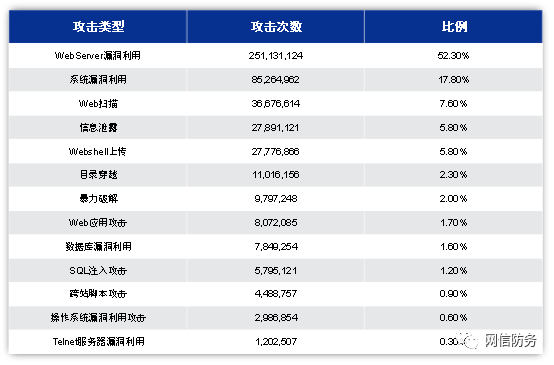 攻击类型 攻击次数 比例
WebServer漏洞利用 251,131,124 52.30%
系统漏洞利用 85,264,962 17.80%
Web扫描 36,676,614 7.60%
信息泄露 27,891,121 5.80%
Webshell上传 27,776,866 5.80%
目录穿越 11,016,156 2.30%
暴力破解 9,797,248 2.00%
Web应用攻击 8,072,085 1.70%
数据库漏洞利用 7,849,254 1.60%
SQL注入攻击 5,795,121 1.20%
跨站脚本攻击 4,488,757 0.90%
操作系统漏洞利用攻击 2,986,854 0.60%
Telnet服务器漏洞利用 1,202,507 0.30%
网信防务